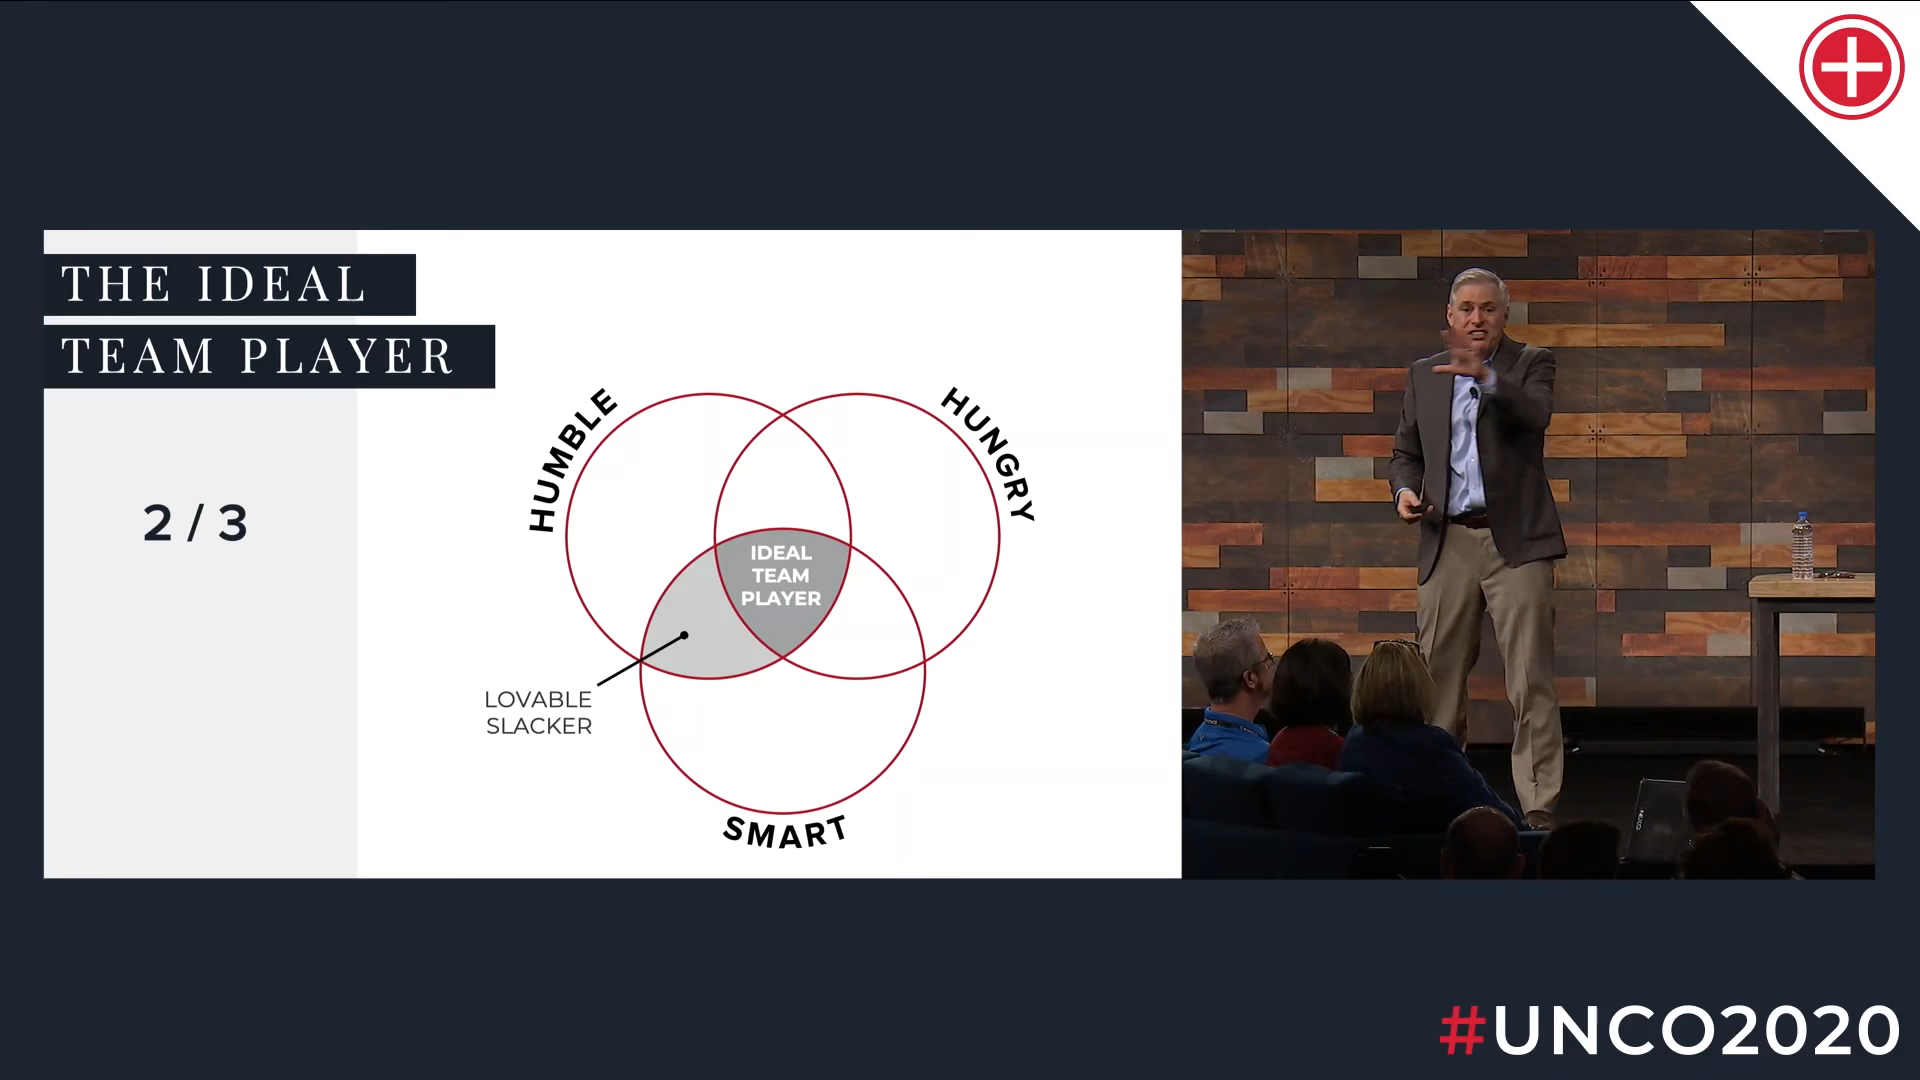 THE IDEAL
TEAM PLAYER
2 / 3
HUMBLE
HUNGRY
IDEAL
TEAM
PLAYER
LOVABLE
SLACKER
SMART
#UNCO2020